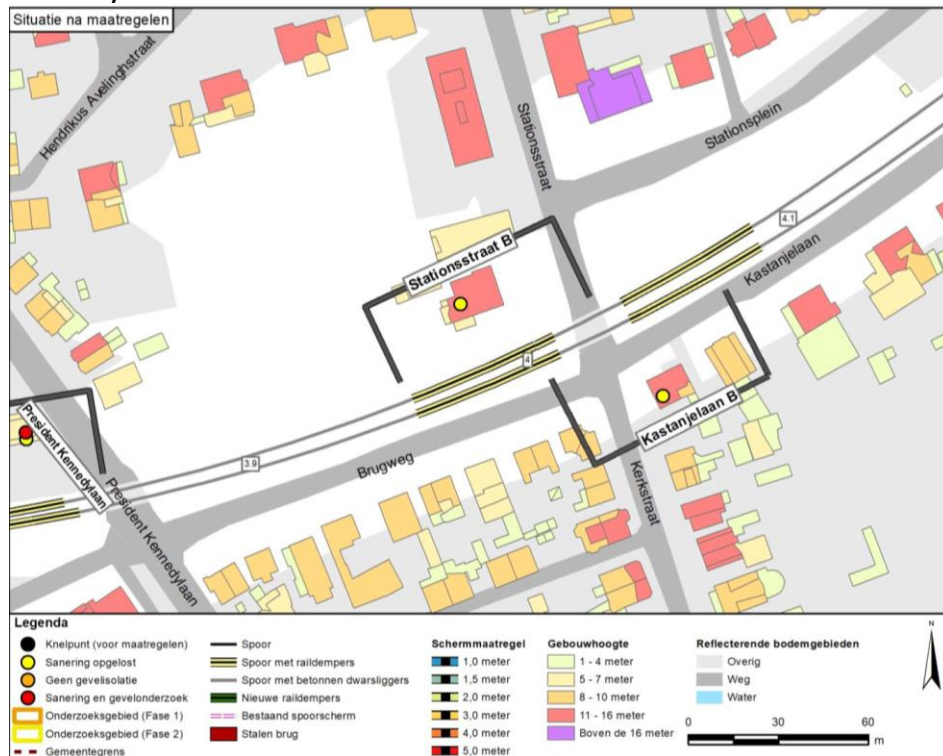 Situatie na maatregelen
Hendrikus Avelinghstraat
Stationsstraat
Stationsplein
4.1
Stationsstraat B
Kastanjelaan
4
President Kennedylaan
Kastanjelaan B
3.9
Brugweg
Kerkstraat
President Kennedylaan
Legenda
Knelpunt (voor maatregelen)
Sanering opgelost
Geen gevelisolatie
Sanering en gevelonderzoek
Onderzoeksgebied (Fase 1)
Onderzoeksgebied (Fase 2)
Gemeentegrens
Spoor
Spoor met raildempers
Spoor met betonnen dwarsliggers
Nieuwe raildempers
Bestaand spoorscherm
Stalen brug
Schermmaatregel
1,0 meter
1,5 meter
2,0 meter
3,0 meter
4,0 meter
5,0 meter
Gebouwhoogte
1 - 4 meter
5 - 7 meter
8 - 10 meter
11 - 16 meter
Boven de 16 meter
Reflecterende bodemgebieden
Overig
Weg
Water
N
0 30 60
m